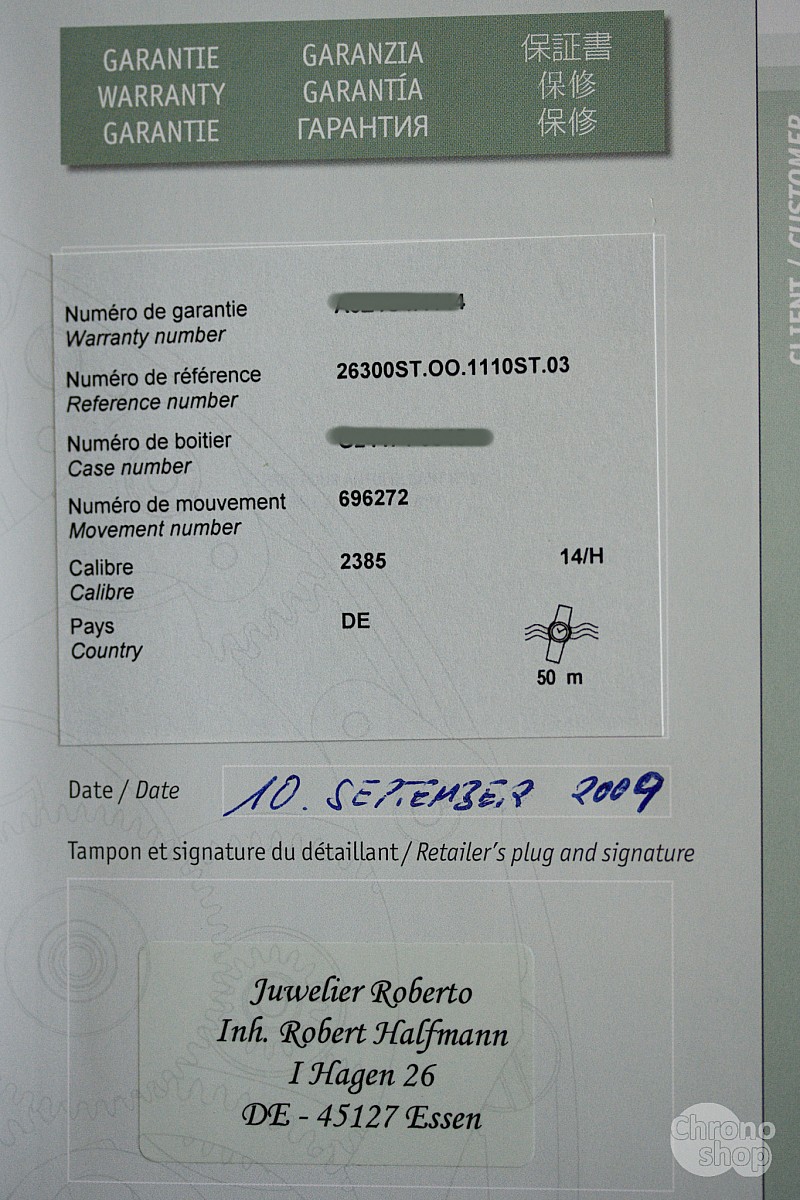 GARANTIE GARANZIA 保証書
WARRANTY GARANTÍA 保修
GARANTIE ГАРАНТИЯ 保修
CLIENT / CUSTOMER
Numéro de garantie
Warranty number
Numéro de référence 26300ST.OO.1110ST.03
Reference number
Numéro de boitier
Case number
Numéro de mouvement 696272
Movement number
Calibre 2385 14/H
Calibre
Pays DE
Country
50 m
Date / Date 10. SEPTEMBER 2009
Tampon et signature du détaillant / Retailer's plug and signature
Juwelier Roberto
Inh. Robert Halfmann
I Hagen 26
DE - 45127 Essen
Chrono
shop